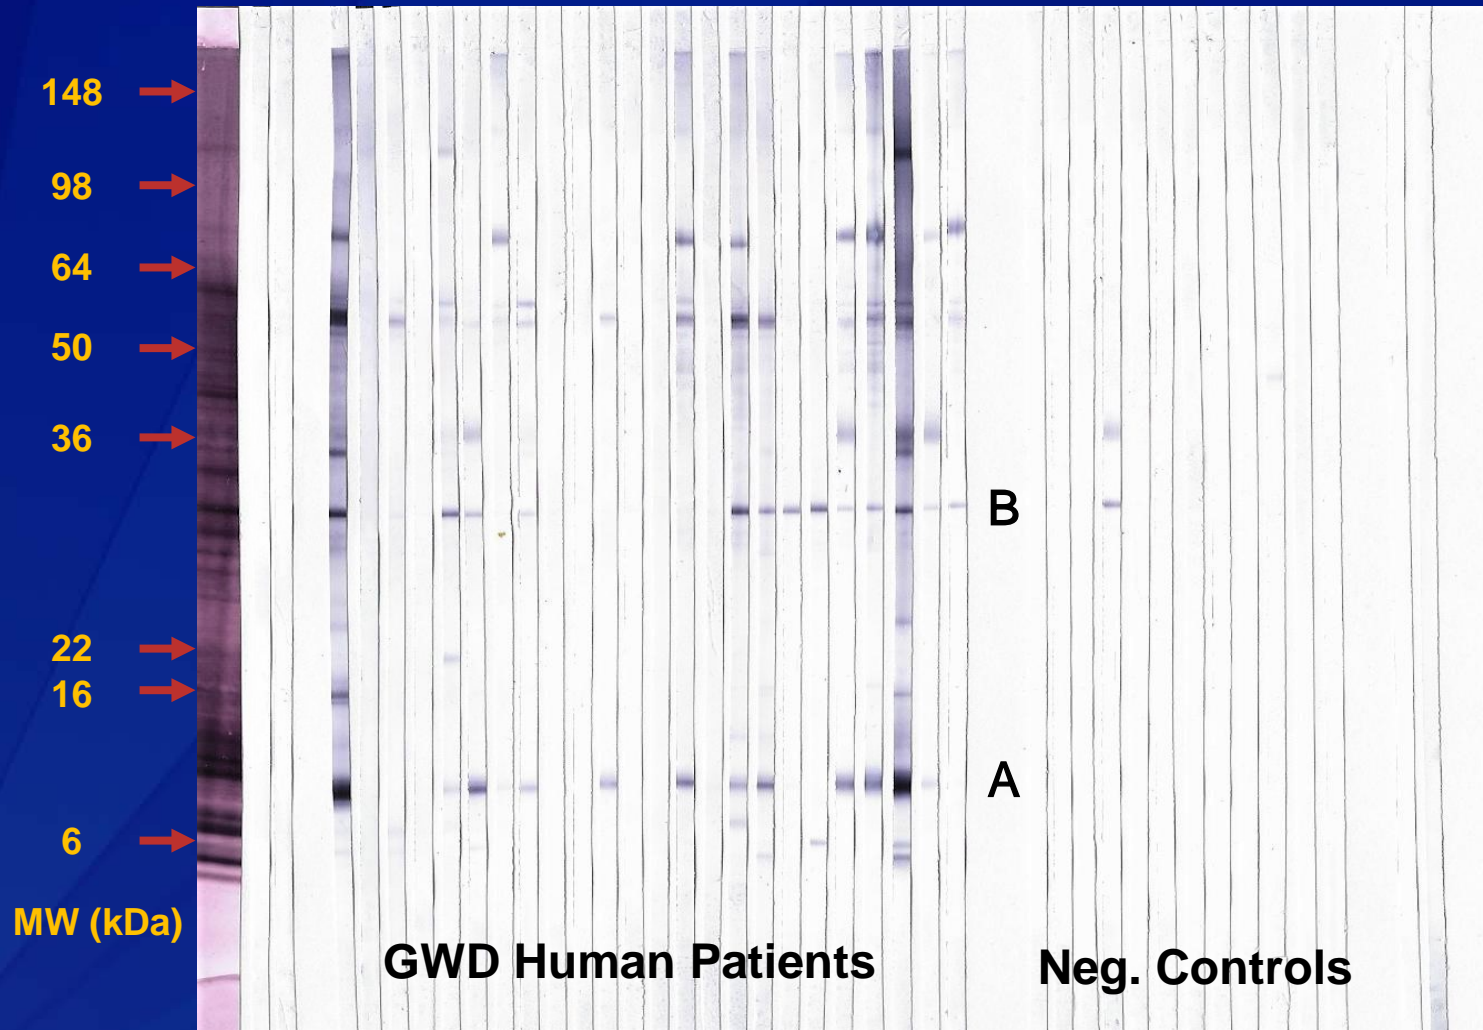 148
98
64
50
36
B
22
16
A
6
MW (kDa)
GWD Human Patients
Neg. Controls